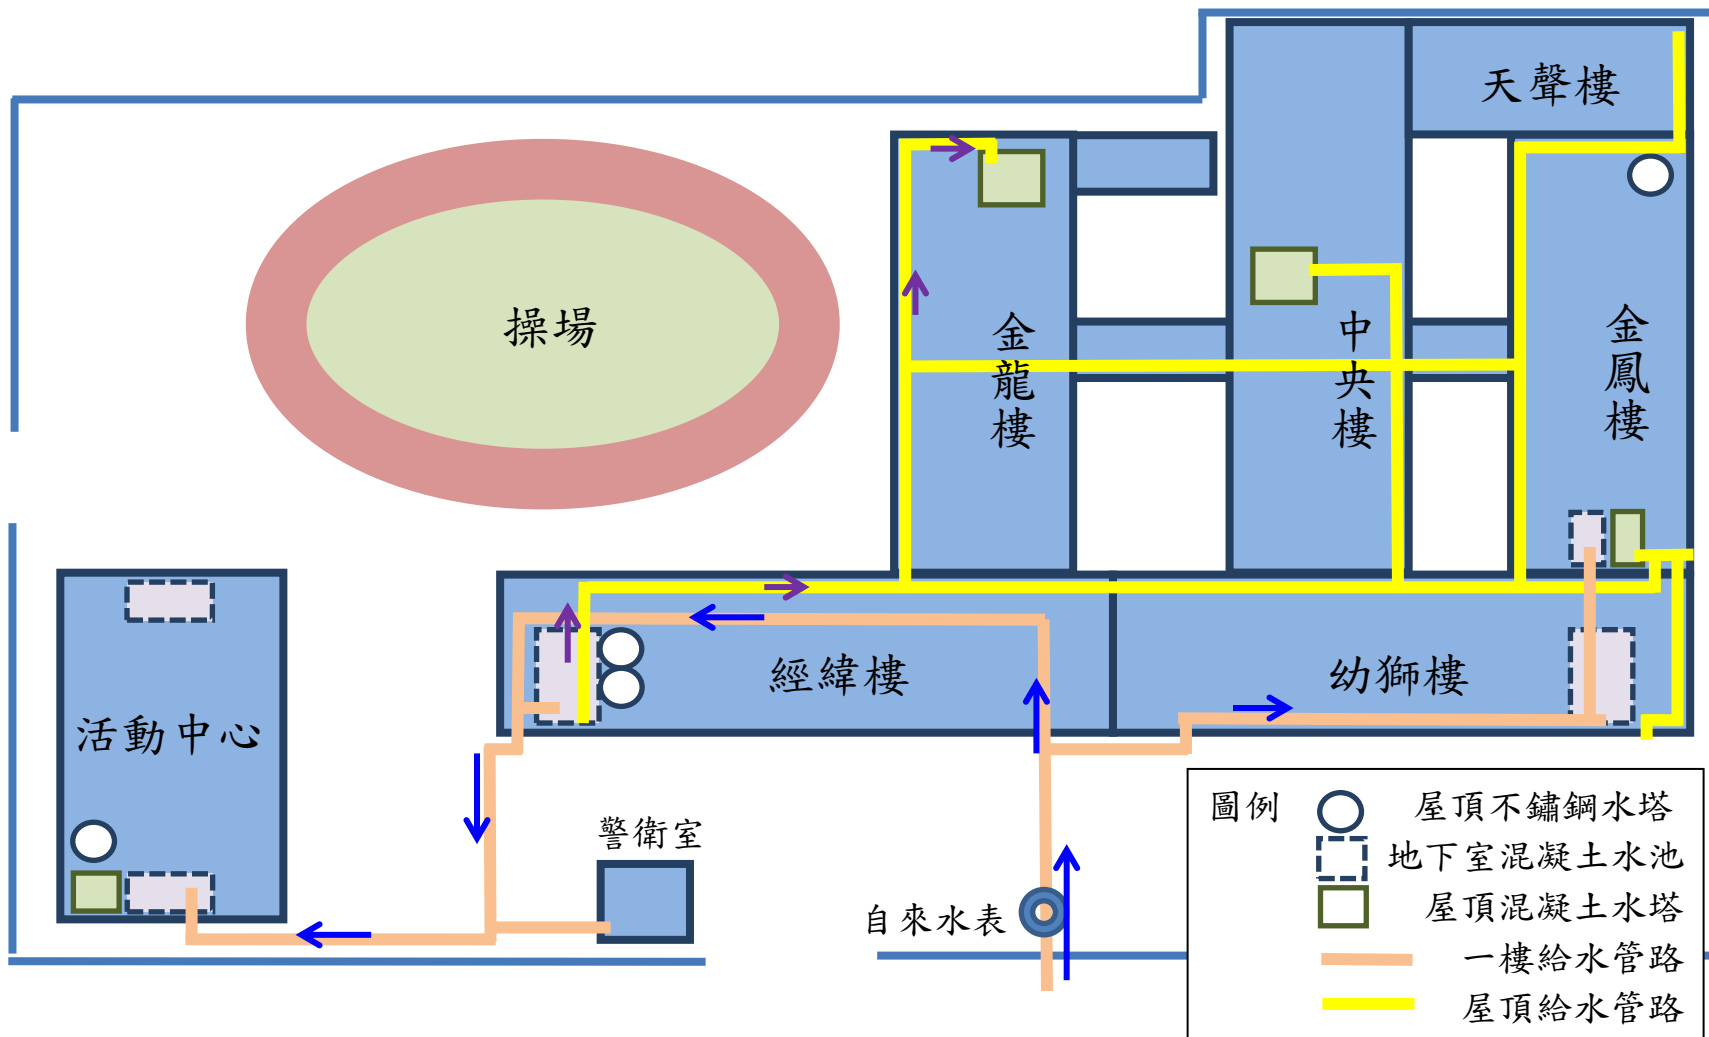 天聲樓
操場
金龍樓
中央樓
金鳳樓
經緯樓
幼獅樓
活動中心
警衛室
自來水表
圖例
屋頂不鏽鋼水塔
地下室混凝土水池
屋頂混凝土水塔
一樓給水管路
屋頂給水管路